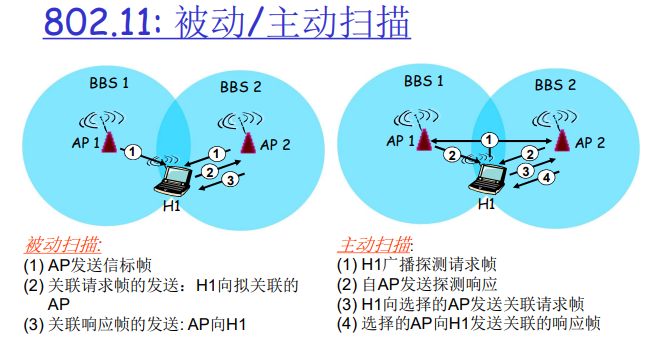 802.11: 被动/主动扫描
BBS 1
BBS 2
AP 1
AP 2
1
1
2
3
H1
BBS 1
BBS 2
AP 1
AP 2
1
2
2
3
4
H1
被动扫描:
(1) AP发送信标帧
(2) 关联请求帧的发送：H1向拟关联的
AP
(3) 关联响应帧的发送: AP向H1
主动扫描:
(1) H1广播探测请求帧
(2) 自AP发送探测响应
(3) H1向选择的AP发送关联请求帧
(4) 选择的AP向H1发送关联的响应帧